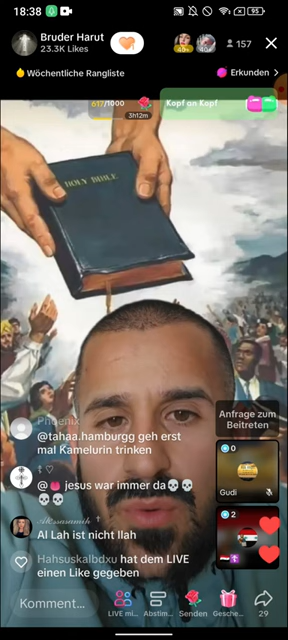 18:38
95
Bruder Harut
23.3K Likes
157
Wöchentliche Rangliste
Erkunden >
617/1000
3h12m
Kopf an Kopf
HOLY BIBLE
Phoenix
@tahaa.hamburgg geh erst
mal Kamelurin trinken
Anfrage zum
Beitreten
0
Gudi
@👅 jesus war immer da💀💀
💀💀
2
Al Lah ist nicht Ilah
Hahsuskalbdxu hat dem LIVE
einen Like gegeben
Komment...
LIVE mi...
Abstim...
Senden
Gesche...
29